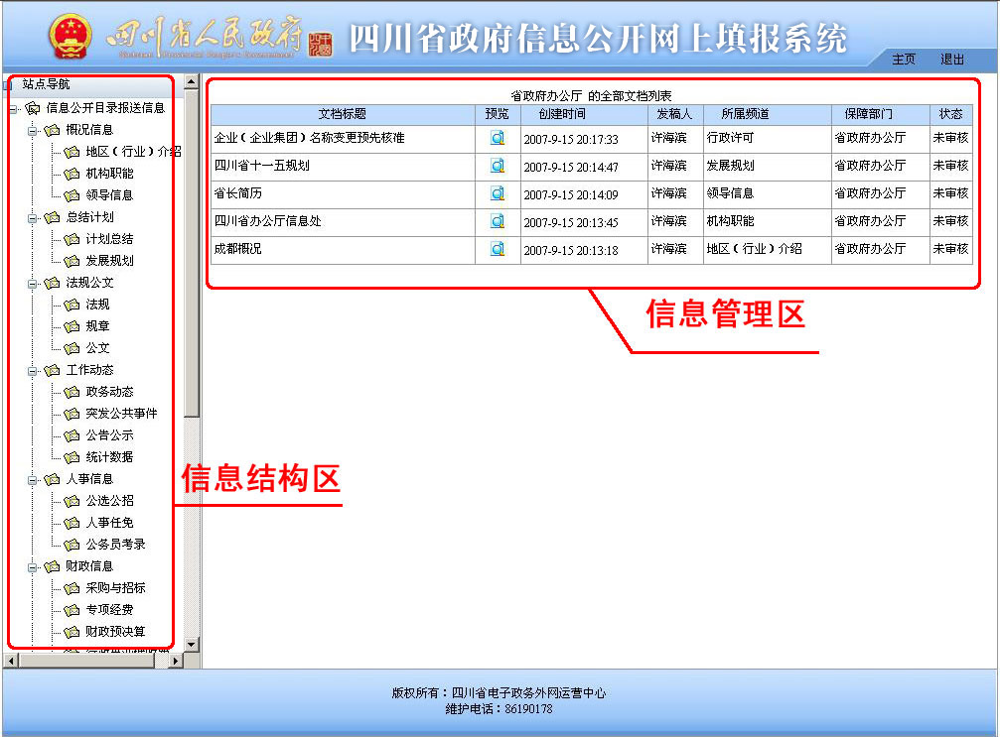 四川省人民政府
四川省政府信息公开网上填报系统
主页 退出
站点导航
信息公开目录报送信息
概况信息
地区（行业）介绍
机构职能
领导信息
总结计划
计划总结
发展规划
法规公文
法规
规章
公文
工作动态
政务动态
突发公共事件
公告公示
统计数据
人事信息
公选公招
人事任免
公务员考录
财政信息
采购与招标
专项经费
财政预决算
省政府办公厅 的全部文档列表
文档标题 预览 创建时间 发稿人 所属频道 保障部门 状态
企业（企业集团）名称变更预先核准 2007-9-15 20:17:33 许海滨 行政许可 省政府办公厅 未审核
四川省十一五规划 2007-9-15 20:14:47 许海滨 发展规划 省政府办公厅 未审核
省长简历 2007-9-15 20:14:09 许海滨 领导信息 省政府办公厅 未审核
四川省办公厅信息处 2007-9-15 20:13:45 许海滨 机构职能 省政府办公厅 未审核
成都概况 2007-9-15 20:13:18 许海滨 地区（行业）介绍 省政府办公厅 未审核
信息管理区
信息结构区
版权所有：四川省电子政务外网运营中心
维护电话：86190178